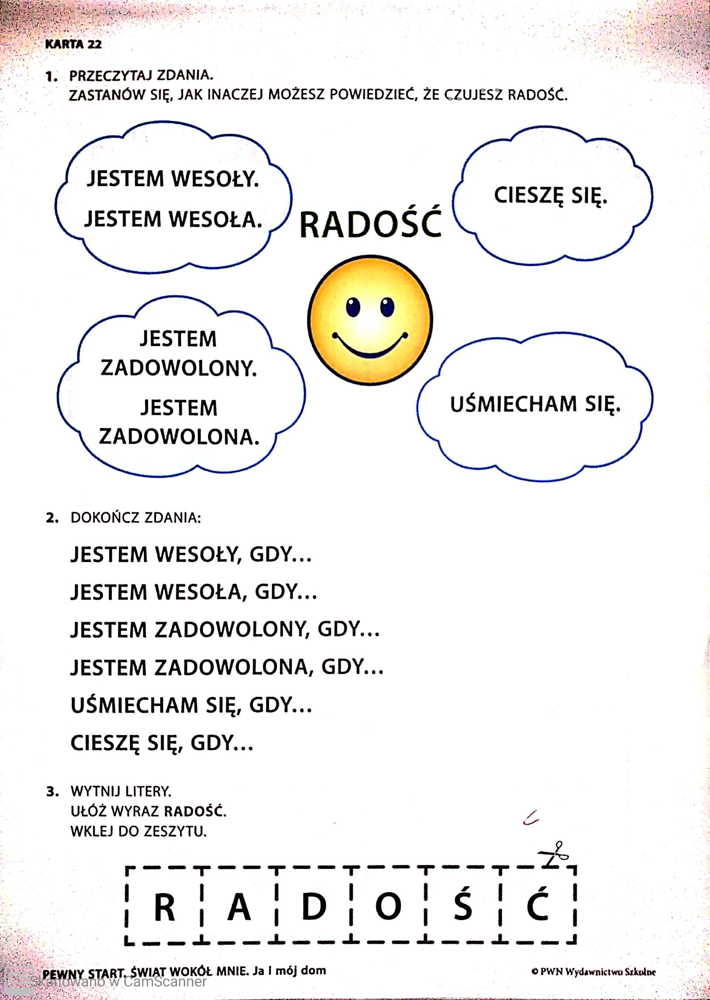 KARTA 22
1. PRZECZYTAJ ZDANIA.
ZASTANÓW SIĘ, JAK INACZEJ MOŻESZ POWIEDZIEĆ, ŻE CZUJESZ RADOŚĆ.
JESTEM WESOŁY.
JESTEM WESOŁA.
RADOŚĆ
CIESZĘ SIĘ.
JESTEM
ZADOWOLONY.
JESTEM
ZADOWOLONA.
UŚMIECHAM SIĘ.
2. DOKOŃCZ ZDANIA:
JESTEM WESOŁY, GDY...
JESTEM WESOŁA, GDY...
JESTEM ZADOWOLONY, GDY...
JESTEM ZADOWOLONA, GDY...
UŚMIECHAM SIĘ, GDY...
CIESZĘ SIĘ, GDY...
3. WYTNIJ LITERY.
UŁÓŻ WYRAZ RADOŚĆ.
WKLEJ DO ZESZYTU.
R A D O Ś Ć
PEWNY START. ŚWIAT WOKÓŁ MNIE. Ja i mój dom
© PWN Wydawnictwo Szkolne
CS Skanowano w CamScanner